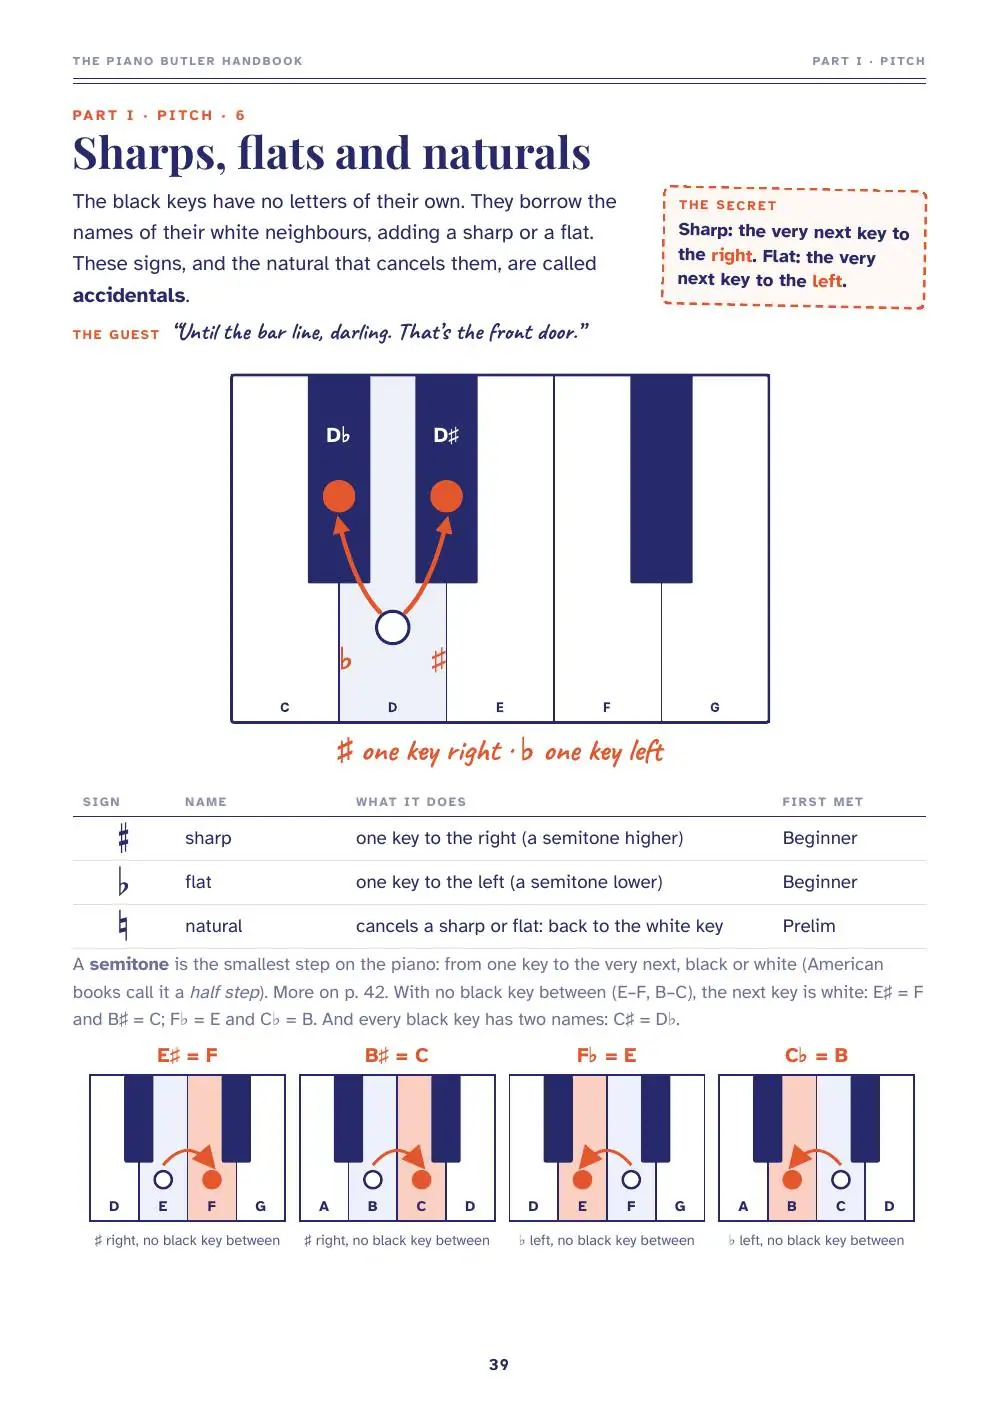 THE PIANO BUTLER HANDBOOK
PART I · PITCH
PART I · PITCH · 6
Sharps, flats and naturals
The black keys have no letters of their own. They borrow the
names of their white neighbours, adding a sharp or a flat.
These signs, and the natural that cancels them, are called
accidentals.
THE SECRET
Sharp: the very next key to
the right. Flat: the very
next key to the left.
THE GUEST “Until the bar line, darling. That’s the front door.”
D♭ D♯
♭ ♯
C D E F G
♯ one key right · ♭ one key left
SIGN NAME WHAT IT DOES FIRST MET
♯ sharp one key to the right (a semitone higher) Beginner
♭ flat one key to the left (a semitone lower) Beginner
♮ natural cancels a sharp or flat: back to the white key Prelim
A semitone is the smallest step on the piano: from one key to the very next, black or white (American
books call it a half step). More on p. 42. With no black key between (E–F, B–C), the next key is white: E♯ = F
and B♯ = C; F♭ = E and C♭ = B. And every black key has two names: C♯ = D♭.
E♯ = F B♯ = C F♭ = E C♭ = B
D E F G A B C D D E F G A B C D
♯ right, no black key between ♯ right, no black key between ♭ left, no black key between ♭ left, no black key between
39